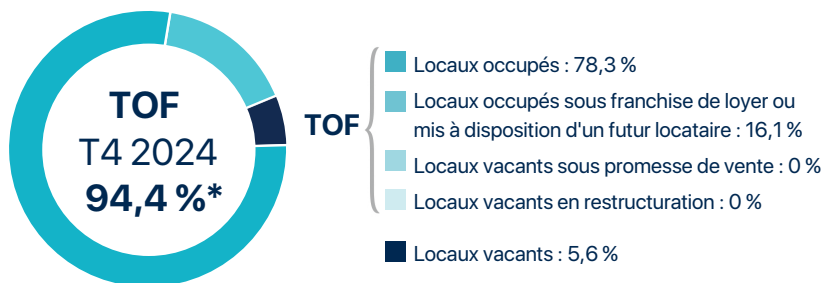 TOF
T4 2024
94,4 %*
TOF
Locaux occupés : 78,3 %
Locaux occupés sous franchise de loyer ou
mis à disposition d'un futur locataire : 16,1 %
Locaux vacants sous promesse de vente : 0 %
Locaux vacants en restructuration : 0 %
Locaux vacants : 5,6 %